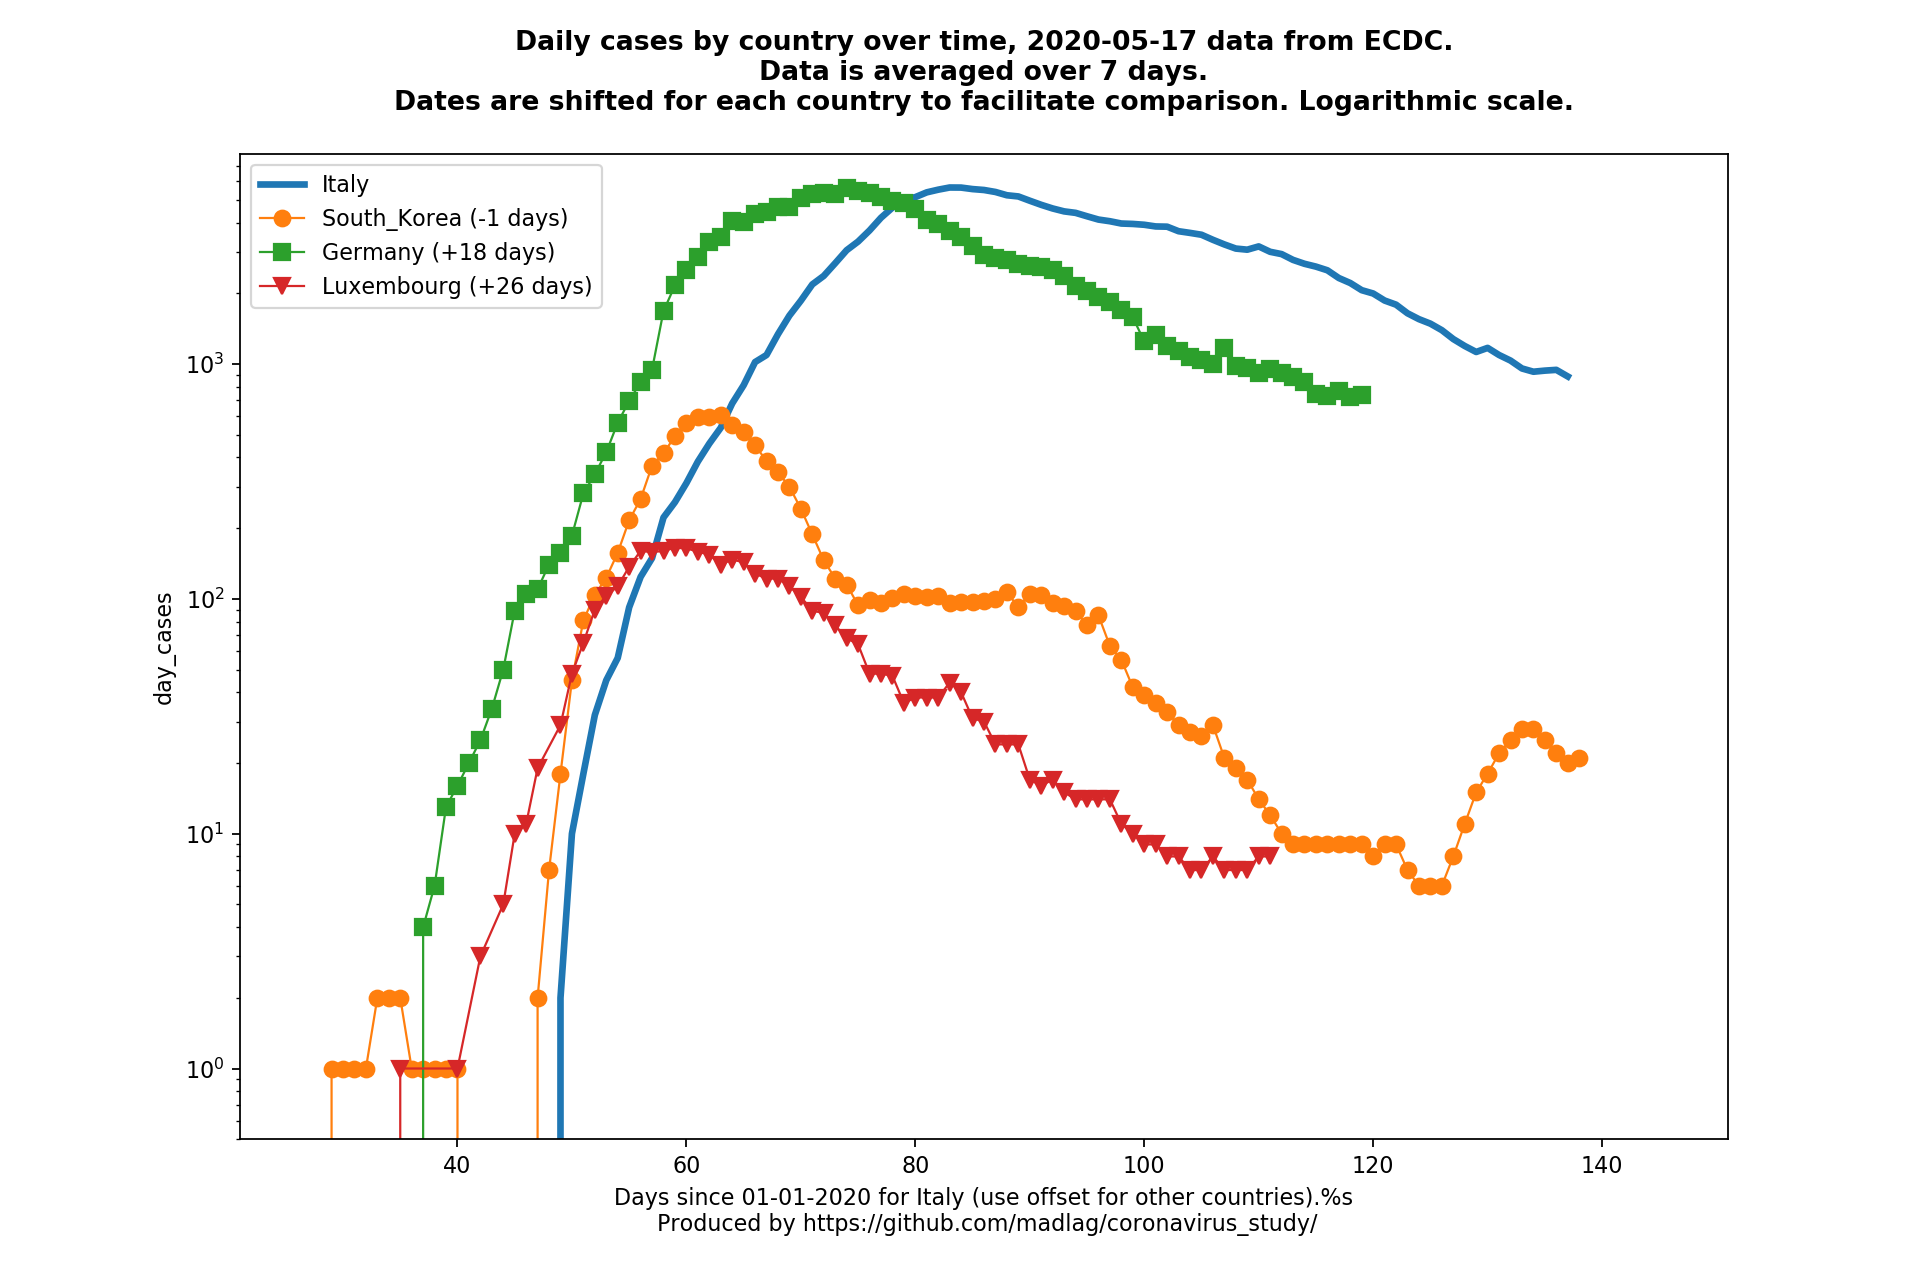 Daily cases by country over time, 2020-05-17 data from ECDC.
Data is averaged over 7 days.
Dates are shifted for each country to facilitate comparison. Logarithmic scale.
Italy
South_Korea (-1 days)
Germany (+18 days)
Luxembourg (+26 days)
day_cases
10³
10²
10¹
10⁰
40 60 80 100 120 140
Days since 01-01-2020 for Italy (use offset for other countries).%s
Produced by https://github.com/madlag/coronavirus_study/